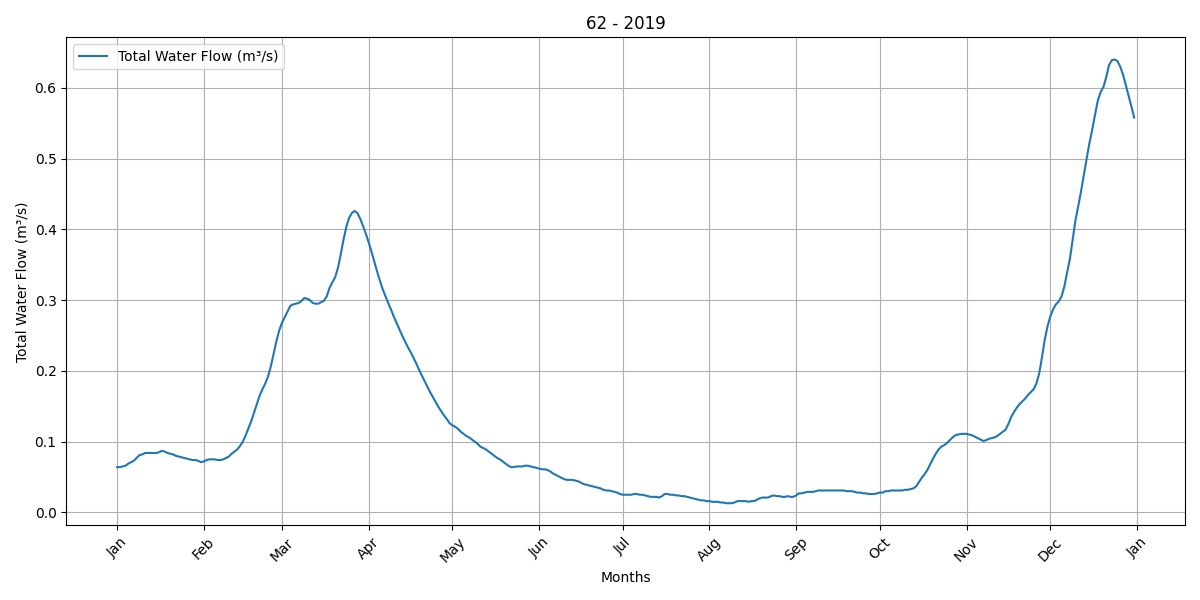 62 - 2019
Total Water Flow (m³/s)
Total Water Flow (m³/s)
0.6
0.5
0.4
0.3
0.2
0.1
0.0
Jan Feb Mar Apr May Jun Jul Aug Sep Oct Nov Dec Jan
Months